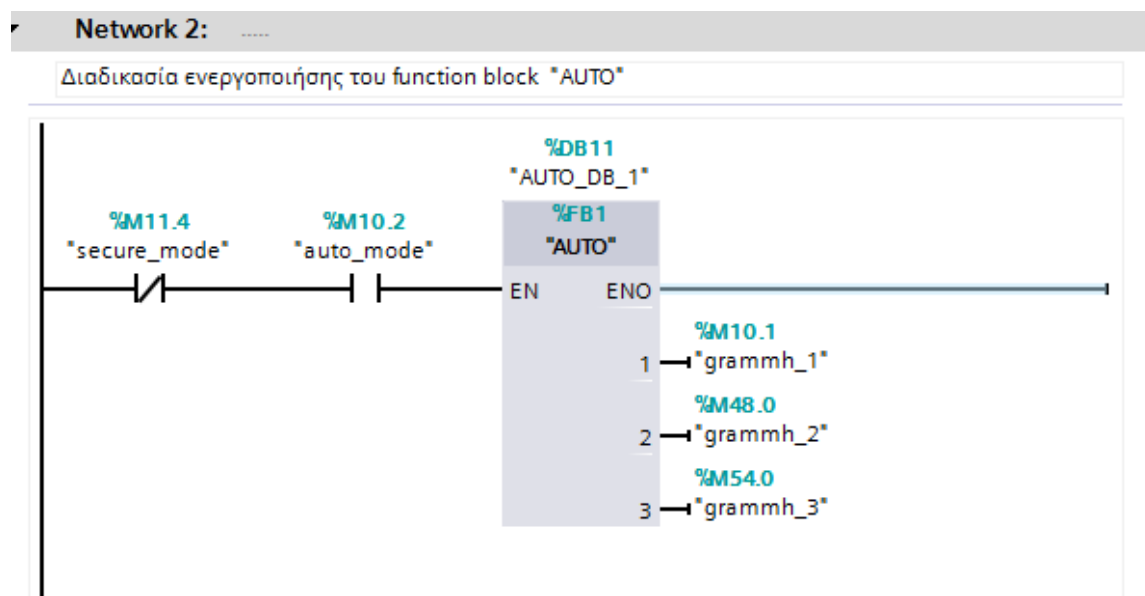 Network 2: .....
Διαδικασία ενεργοποιήσης του function block "AUTO"
%DB11
"AUTO_DB_1"
%M11.4 %M10.2 %FB1
"secure_mode" "auto_mode" "AUTO"
EN ENO
%M10.1
1 "grammh_1"
%M48.0
2 "grammh_2"
%M54.0
3 "grammh_3"